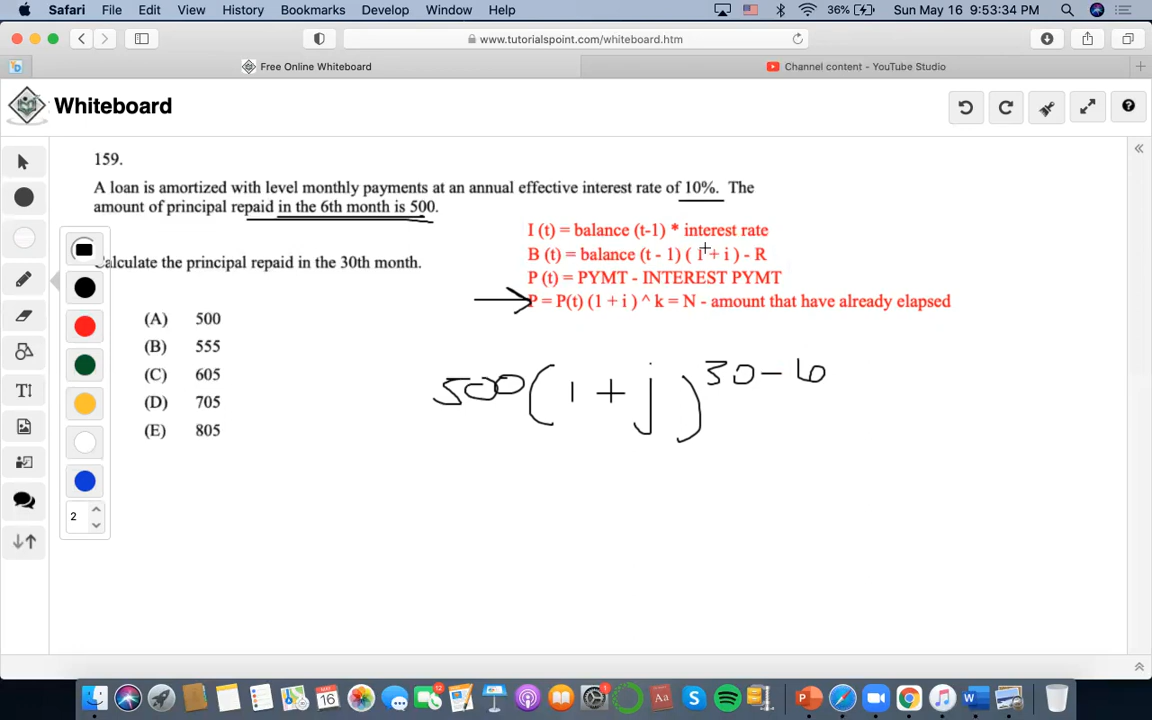 Safari File Edit View History Bookmarks Develop Window Help 36% Sun May 16 9:53:34 PM
www.tutorialspoint.com/whiteboard.htm
Free Online Whiteboard Channel content - YouTube Studio
Whiteboard
159.
A loan is amortized with level monthly payments at an annual effective interest rate of 10%. The
amount of principal repaid in the 6th month is 500.
Calculate the principal repaid in the 30th month.
I (t) = balance (t-1) * interest rate
B (t) = balance (t - 1) ( 1 + i ) - R
P (t) = PYMT - INTEREST PYMT
P = P(t) (1 + i ) ^ k = N - amount that have already elapsed
(A) 500
(B) 555
(C) 605
(D) 705
(E) 805
500(1 + j)^30-6
2